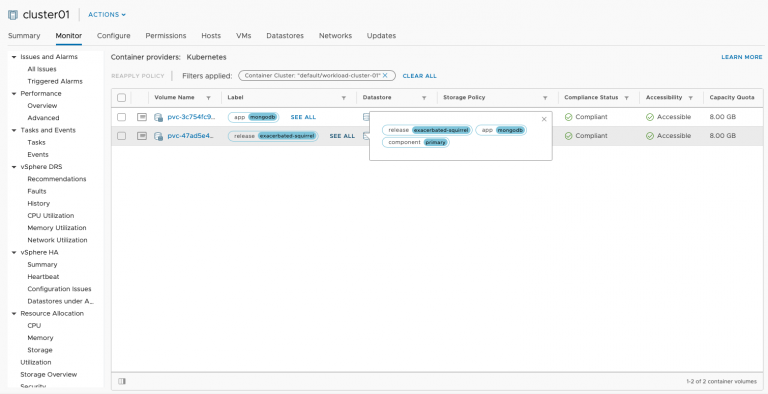 cluster01
ACTIONS
Summary Monitor Configure Permissions Hosts VMs Datastores Networks Updates
Issues and Alarms
All Issues
Triggered Alarms
Performance
Overview
Advanced
Tasks and Events
Tasks
Events
vSphere DRS
Recommendations
Faults
History
CPU Utilization
Memory Utilization
Network Utilization
vSphere HA
Summary
Heartbeat
Configuration Issues
Datastores under A...
Resource Allocation
CPU
Memory
Storage
Utilization
Storage Overview
Security
Container providers: Kubernetes
LEARN MORE
REAPPLY POLICY Filters applied: Container Cluster: "default/workload-cluster-01" CLEAR ALL
Volume Name Label Datastore Storage Policy Compliance Status Accessibility Capacity Quota
pvc-3c754fc9... app mongodb SEE ALL Compliant Accessible 8.00 GB
pvc-47ad5e4... release exacerbated-squirrel SEE ALL Compliant Accessible 8.00 GB
release exacerbated-squirrel app mongodb
component primary
1-2 of 2 container volumes